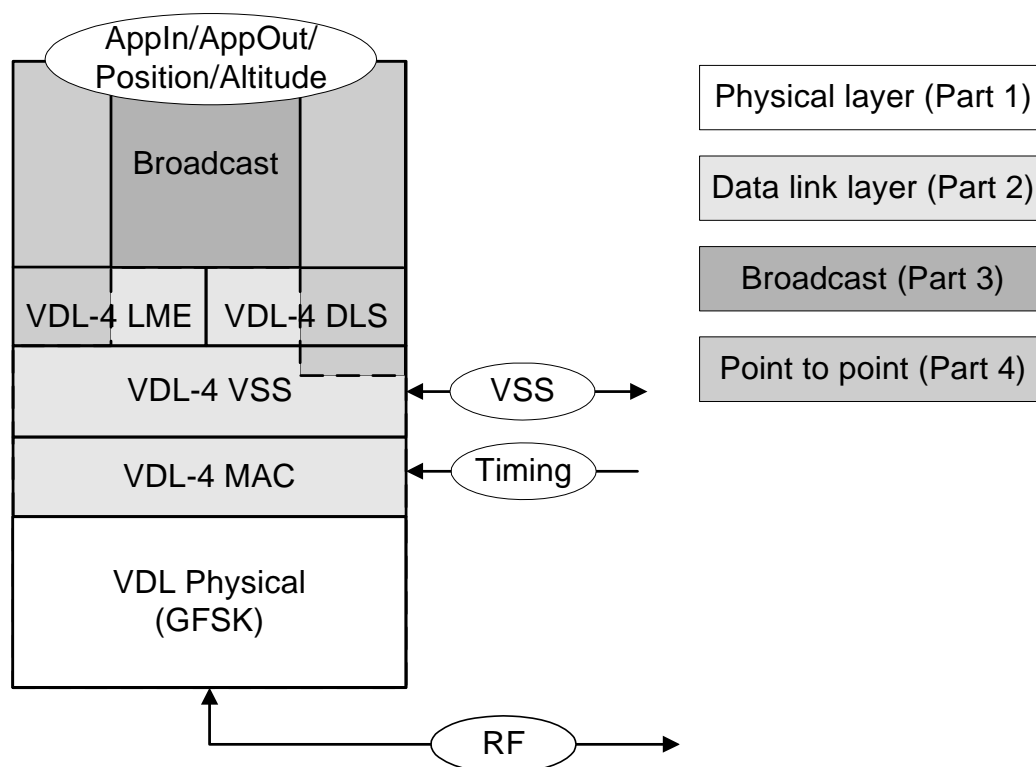 AppIn/AppOut/
Position/Altitude
Broadcast
VDL-4 LME
VDL-4 DLS
VDL-4 VSS
VSS
VDL-4 MAC
Timing
VDL Physical
(GFSK)
RF
Physical layer (Part 1)
Data link layer (Part 2)
Broadcast (Part 3)
Point to point (Part 4)